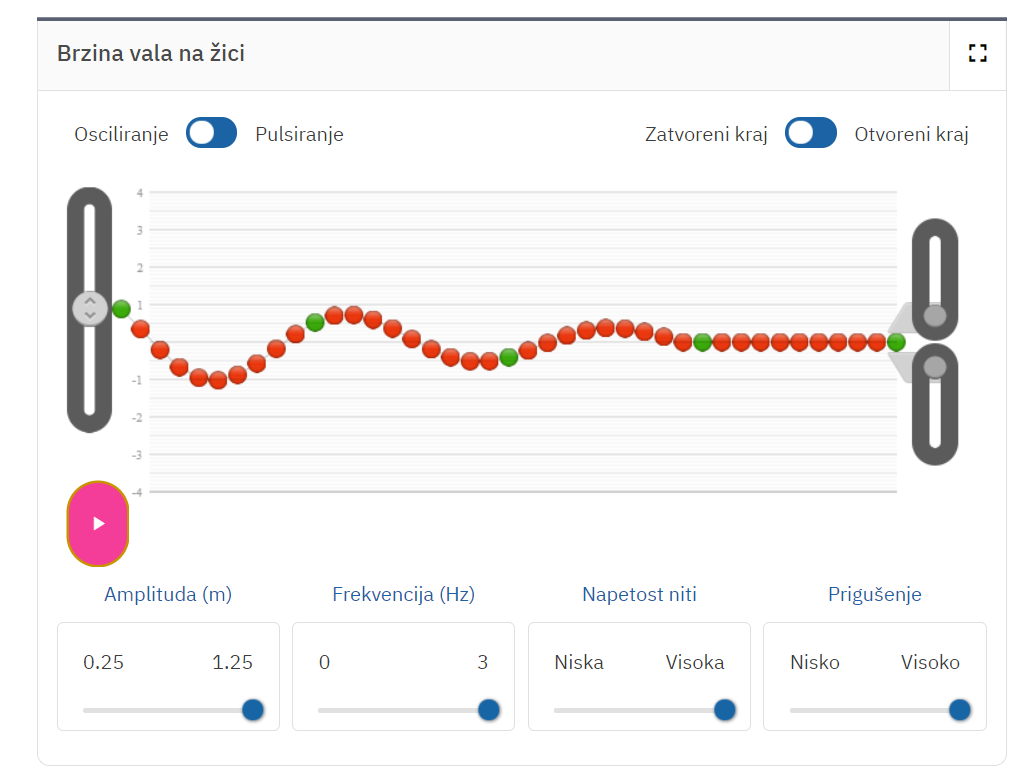 Brzina vala na žici
Osciliranje Pulsiranje Zatvoreni kraj Otvoreni kraj
4
3
2
1
-1
-2
-3
-4
Amplituda (m) Frekvencija (Hz) Napetost niti Prigušenje
0.25 1.25 0 3 Niska Visoka Nisko Visoko